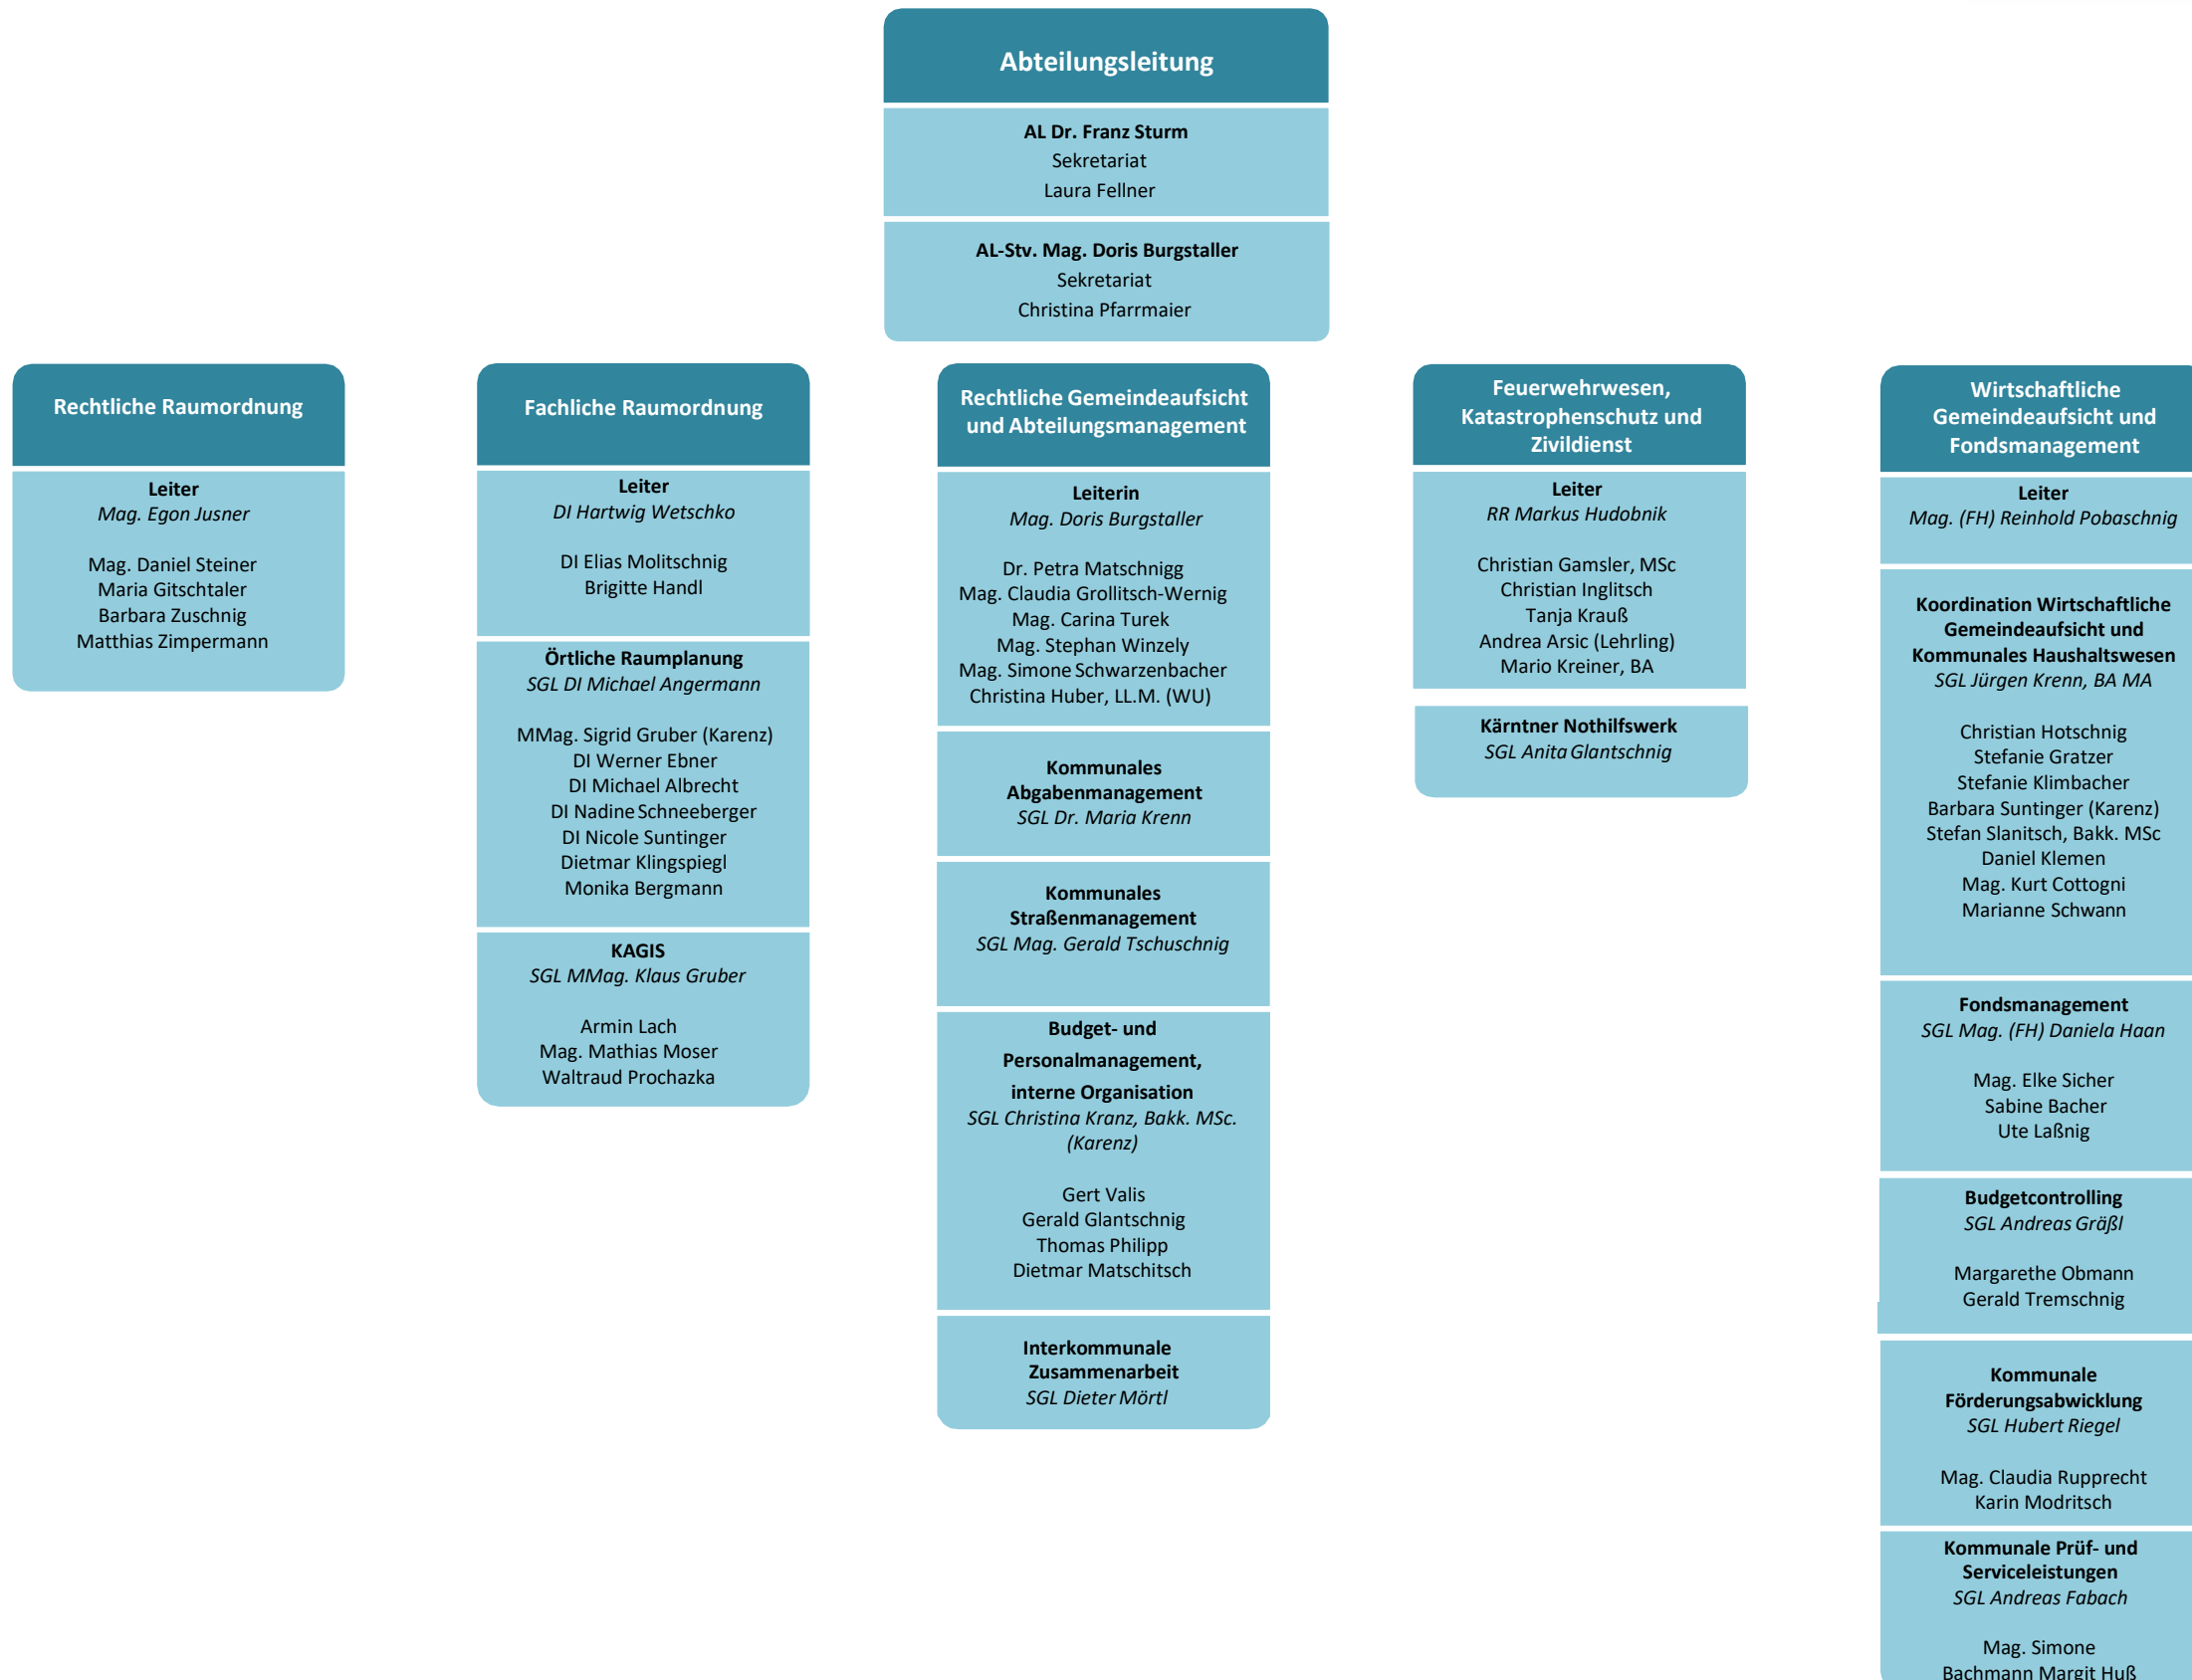 Abteilungsleitung
AL Dr. Franz Sturm
Sekretariat
Laura Fellner
AL-Stv. Mag. Doris Burgstaller
Sekretariat
Christina Pfarrmaier
Rechtliche Raumordnung
Leiter
Mag. Egon Jusner
Mag. Daniel Steiner
Maria Gitschtaler
Barbara Zuschnig
Matthias Zimpermann
Fachliche Raumordnung
Leiter
DI Hartwig Wetschko
DI Elias Molitschnig
Brigitte Handl
Örtliche Raumplanung
SGL DI Michael Angermann
MMag. Sigrid Gruber (Karenz)
DI Werner Ebner
DI Michael Albrecht
DI Nadine Schneeberger
DI Nicole Suntinger
Dietmar Klingspiegl
Monika Bergmann
KAGIS
SGL MMag. Klaus Gruber
Armin Lach
Mag. Mathias Moser
Waltraud Prochazka
Rechtliche Gemeindeaufsicht
und Abteilungsmanagement
Leiterin
Mag. Doris Burgstaller
Dr. Petra Matschnigg
Mag. Claudia Grollitsch-Wernig
Mag. Carina Turek
Mag. Stephan Winzely
Mag. Simone Schwarzenbacher
Christina Huber, LL.M. (WU)
Kommunales
Abgabenmanagement
SGL Dr. Maria Krenn
Kommunales
Straßenmanagement
SGL Mag. Gerald Tschuschnig
Budget- und
Personalmanagement,
interne Organisation
SGL Christina Kranz, Bakk. MSc.
(Karenz)
Gert Valis
Gerald Glantschnig
Thomas Philipp
Dietmar Matschitsch
Interkommunale
Zusammenarbeit
SGL Dieter Mörtl
Feuerwehrwesen,
Katastrophenschutz und
Zivildienst
Leiter
RR Markus Hudobnik
Christian Gamsler, MSc
Christian Inglitsch
Tanja Krauß
Andrea Arsic (Lehrling)
Mario Kreiner, BA
Kärntner Nothilfswerk
SGL Anita Glantschnig
Wirtschaftliche
Gemeindeaufsicht und
Fondsmanagement
Leiter
Mag. (FH) Reinhold Pobaschnig
Koordination Wirtschaftliche
Gemeindeaufsicht und
Kommunales Haushaltswesen
SGL Jürgen Krenn, BA MA
Christian Hotschnig
Stefanie Gratzer
Stefanie Klimbacher
Barbara Suntinger (Karenz)
Stefan Slanitsch, Bakk. MSc
Daniel Klemen
Mag. Kurt Cottogni
Marianne Schwann
Fondsmanagement
SGL Mag. (FH) Daniela Haan
Mag. Elke Sicher
Sabine Bacher
Ute Laßnig
Budgetcontrolling
SGL Andreas Gräßl
Margarethe Obmann
Gerald Tremschnig
Kommunale
Förderungsabwicklung
SGL Hubert Riegel
Mag. Claudia Rupprecht
Karin Modritsch
Kommunale Prüf- und
Serviceleistungen
SGL Andreas Fabach
Mag. Simone
Bachmann Margit Huß